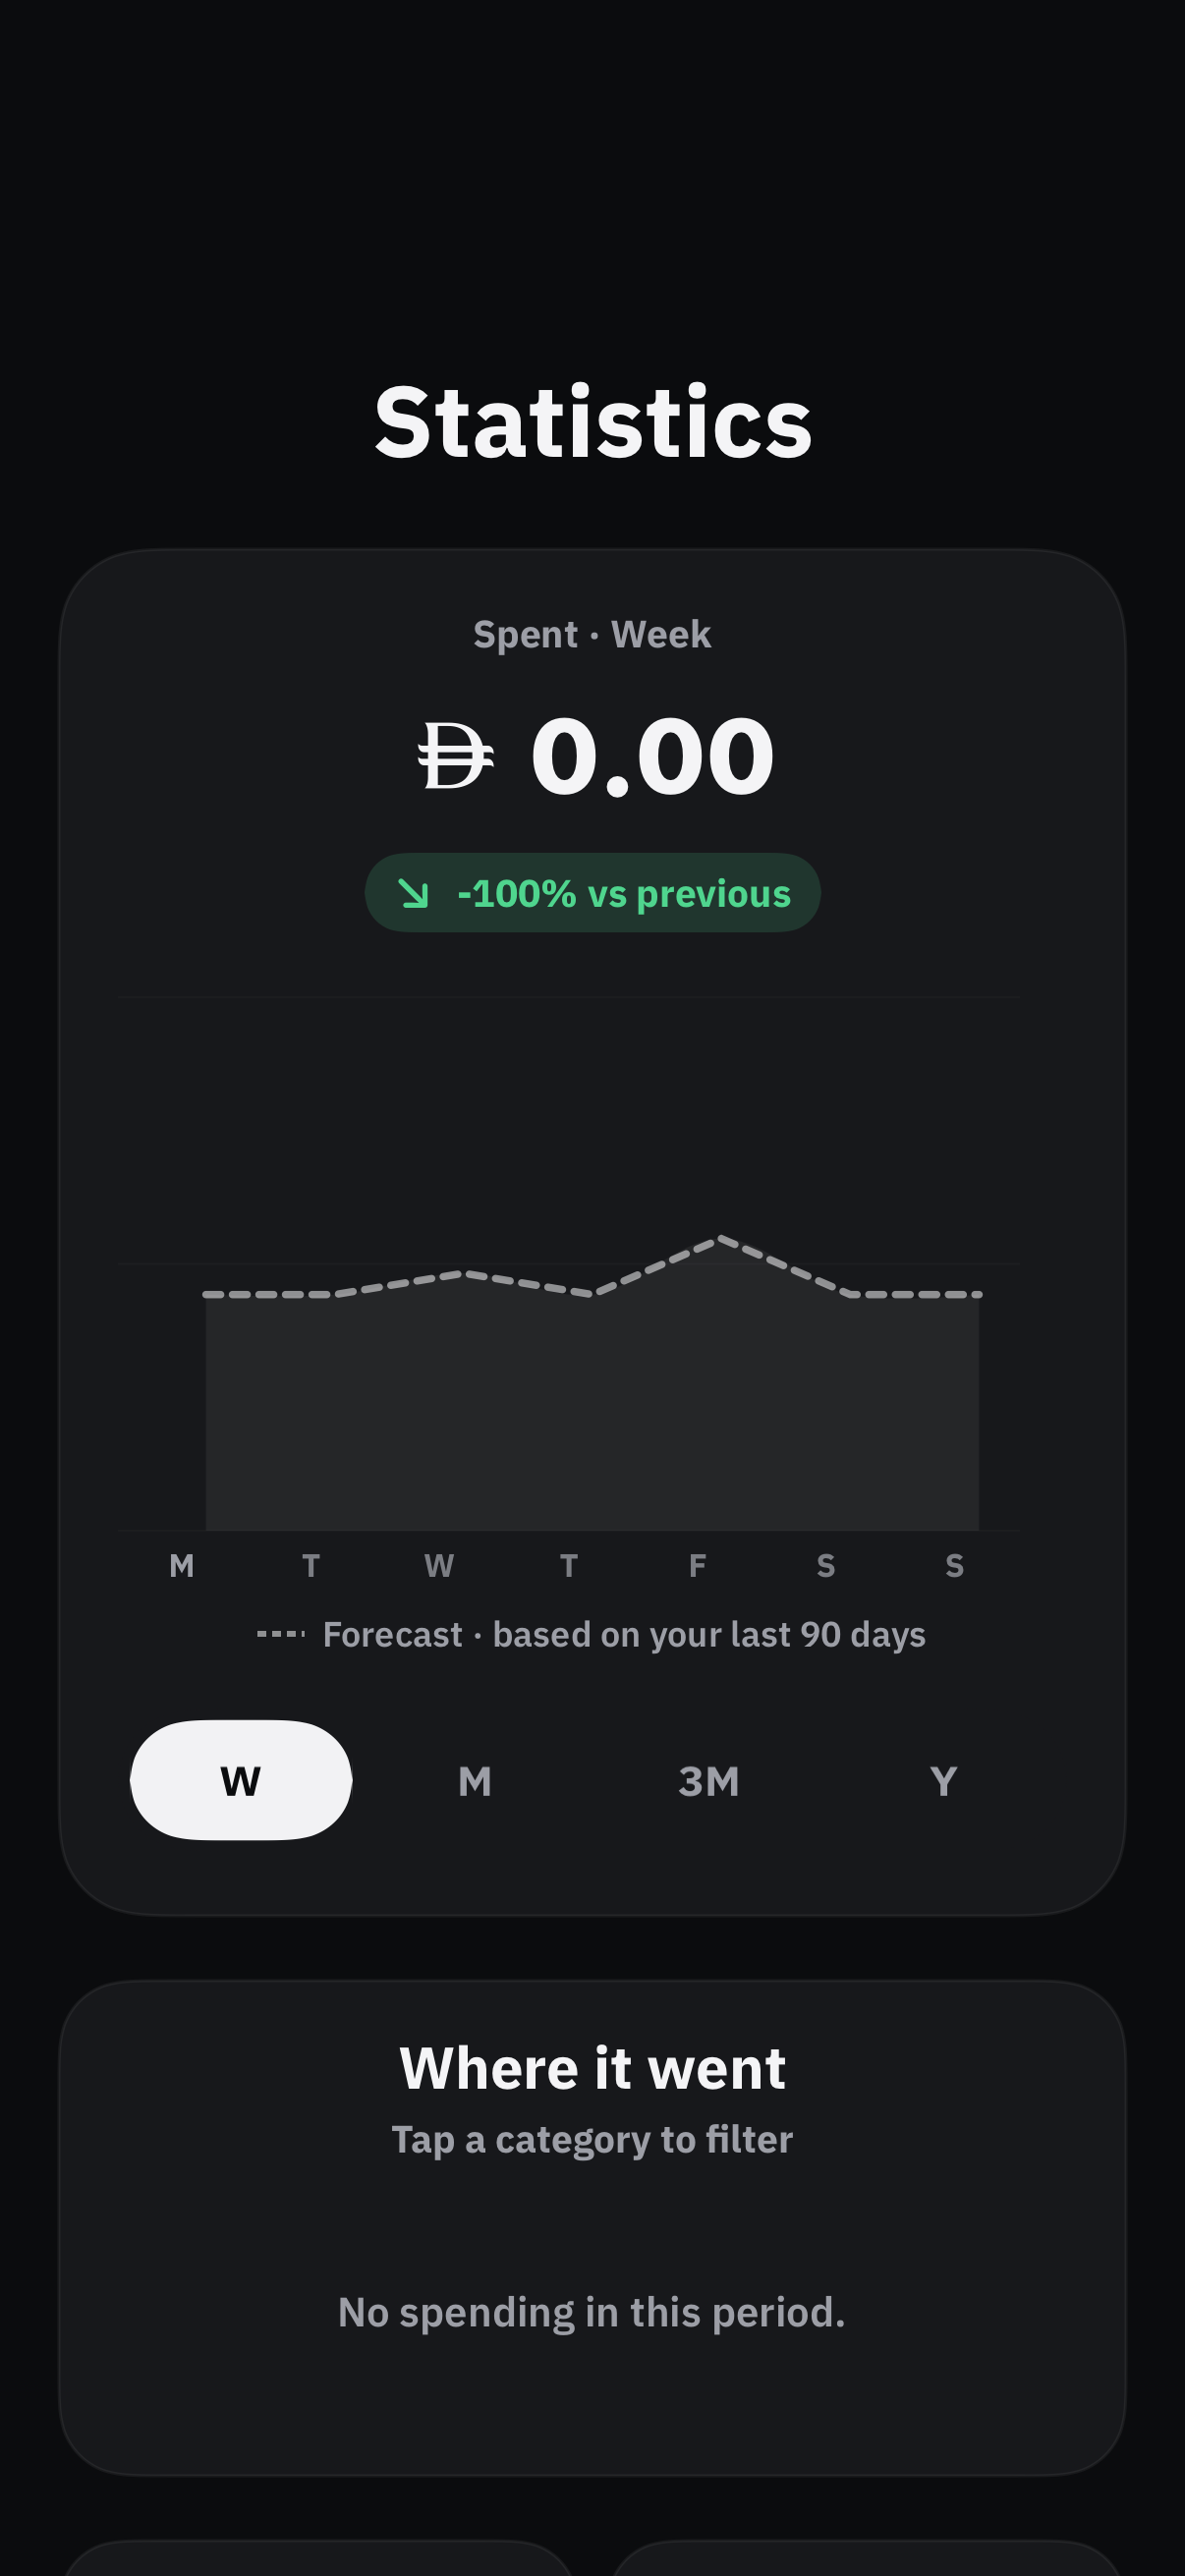 Statistics
Spent · Week
 0.00
-100% vs previous
M T W T F S S
Forecast · based on your last 90 days
W M 3M Y
Where it went
Tap a category to filter
No spending in this period.